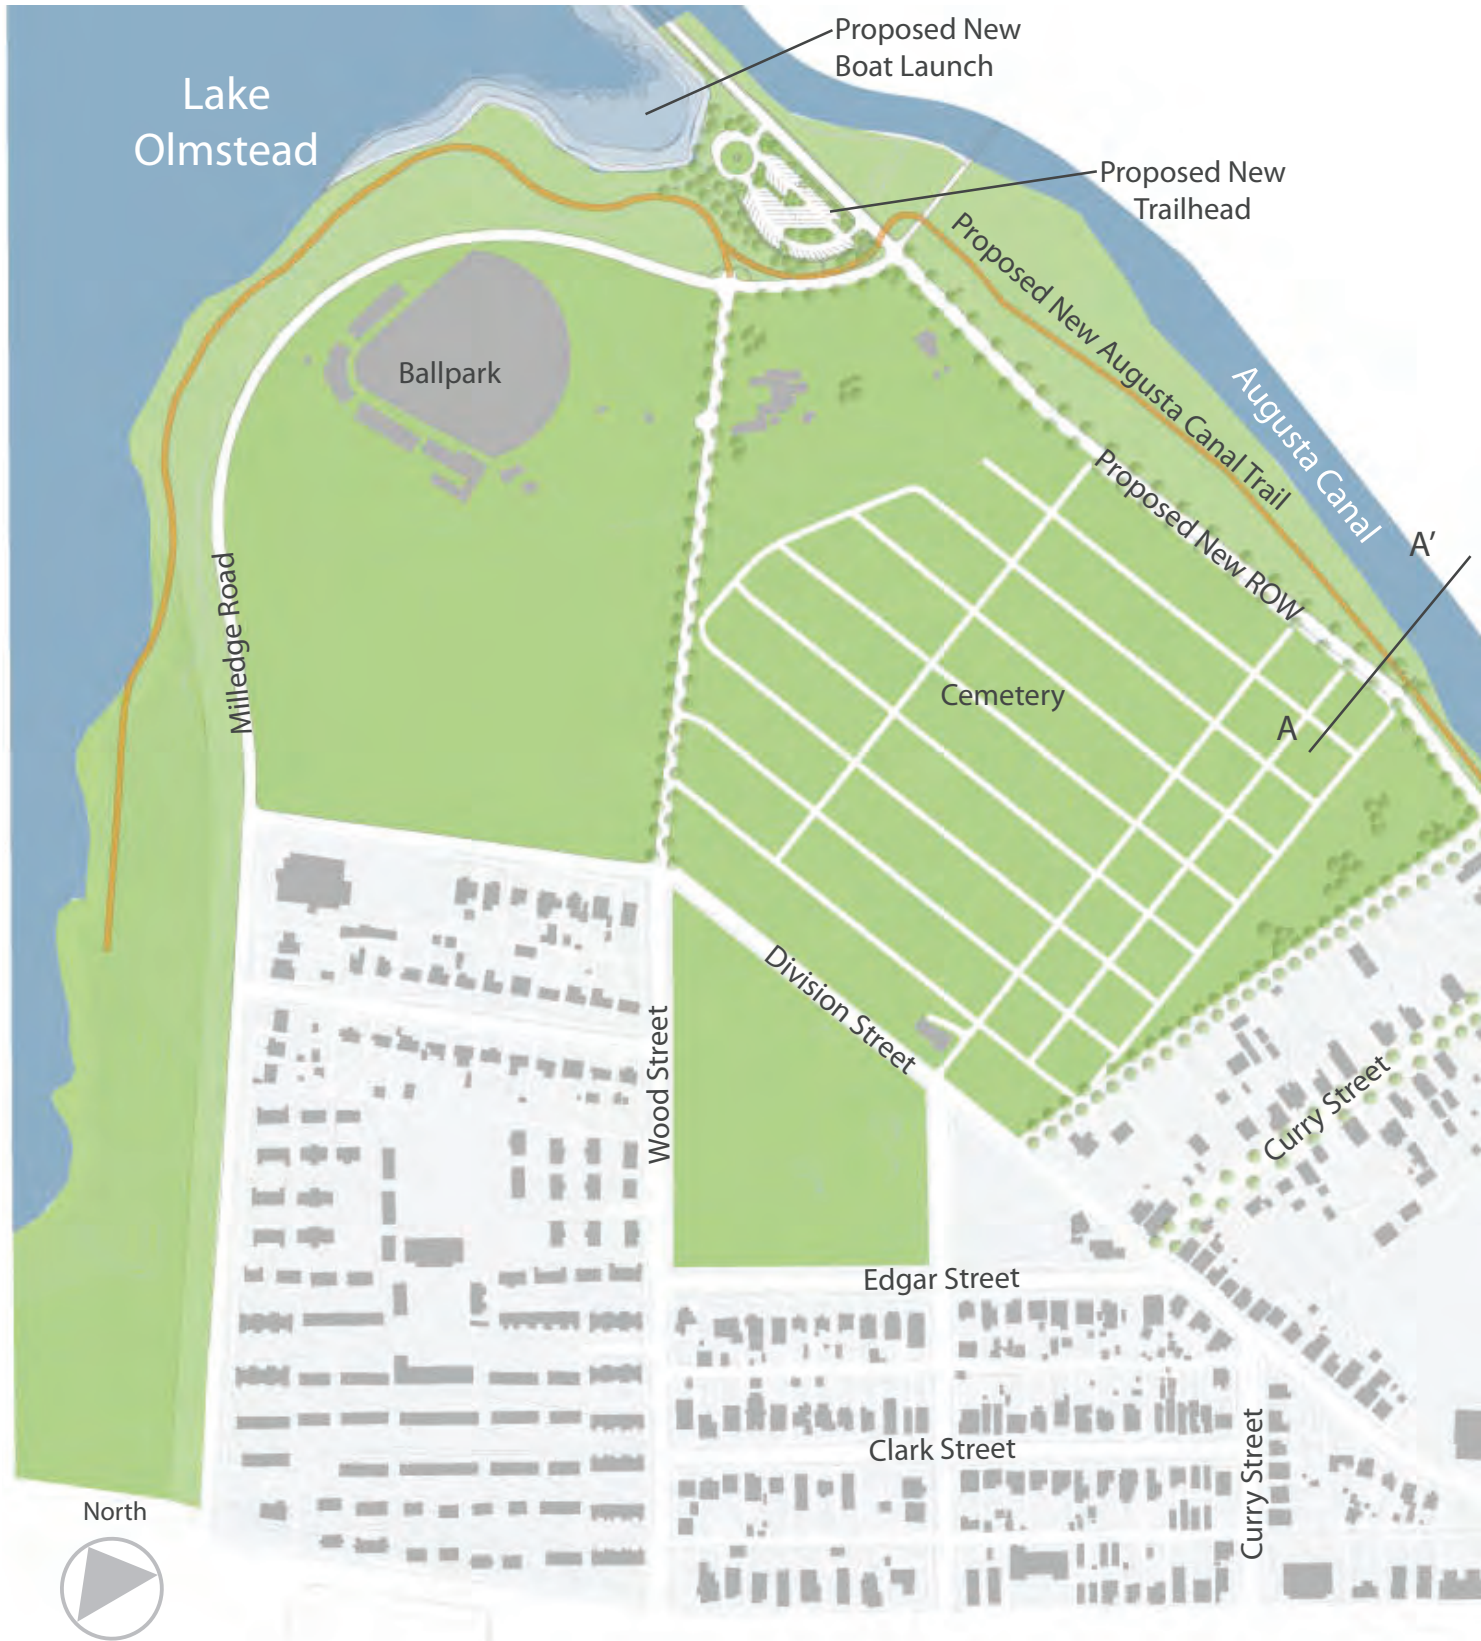 Proposed New
Boat Launch
Lake
Olmstead
Proposed New
Trailhead
Proposed New Augusta Canal Trail
Augusta Canal
Ballpark
Proposed New ROW
A'
A
Milledge Road
Cemetery
Division Street
Wood Street
Curry Street
Edgar Street
Clark Street
Curry Street
North